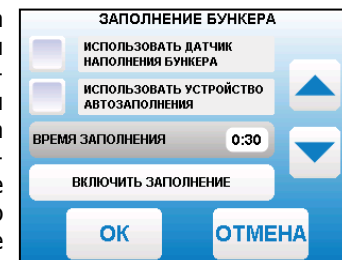 ЗАПОЛНЕНИЕ БУНКЕРА
ИСПОЛЬЗОВАТЬ ДАТЧИК
НАПОЛНЕНИЯ БУНКЕРА
ИСПОЛЬЗОВАТЬ УСТРОЙСТВО
АВТОЗАПОЛНЕНИЯ
ВРЕМЯ ЗАПОЛНЕНИЯ 0:30
ВКЛЮЧИТЬ ЗАПОЛНЕНИЕ
ОК ОТМЕНА